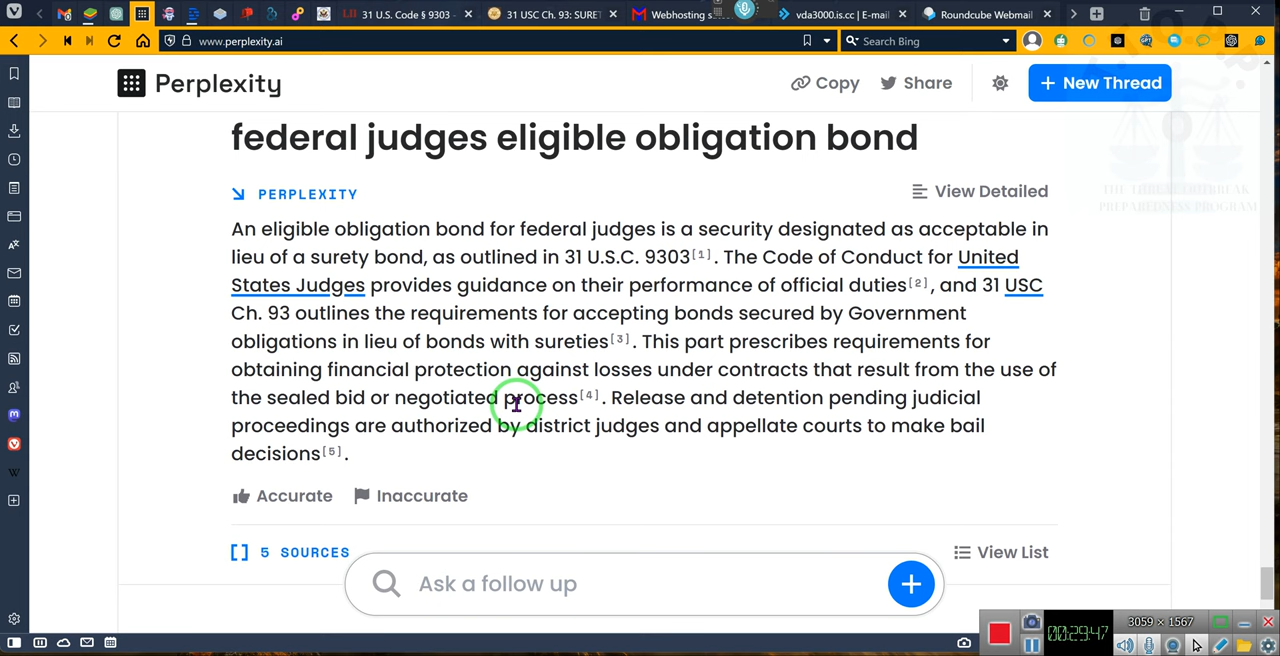 31 U.S. Code § 9303 -
31 USC Ch. 93: SURET
Webhosting s
vda3000.is.cc | E-mail
Roundcube Webmail
www.perplexity.ai
Search Bing
Perplexity
Copy
Share
+ New Thread
federal judges eligible obligation bond
PERPLEXITY
View Detailed
An eligible obligation bond for federal judges is a security designated as acceptable in
lieu of a surety bond, as outlined in 31 U.S.C. 9303[1]. The Code of Conduct for United
States Judges provides guidance on their performance of official duties[2], and 31 USC
Ch. 93 outlines the requirements for accepting bonds secured by Government
obligations in lieu of bonds with sureties[3]. This part prescribes requirements for
obtaining financial protection against losses under contracts that result from the use of
the sealed bid or negotiated process[4]. Release and detention pending judicial
proceedings are authorized by district judges and appellate courts to make bail
decisions[5].
Accurate
Inaccurate
5 SOURCES
View List
Ask a follow up
THE TRIBAL OUTBREAK
PREPAREDNESS PROGRAM
00:29:47
3059 × 1567